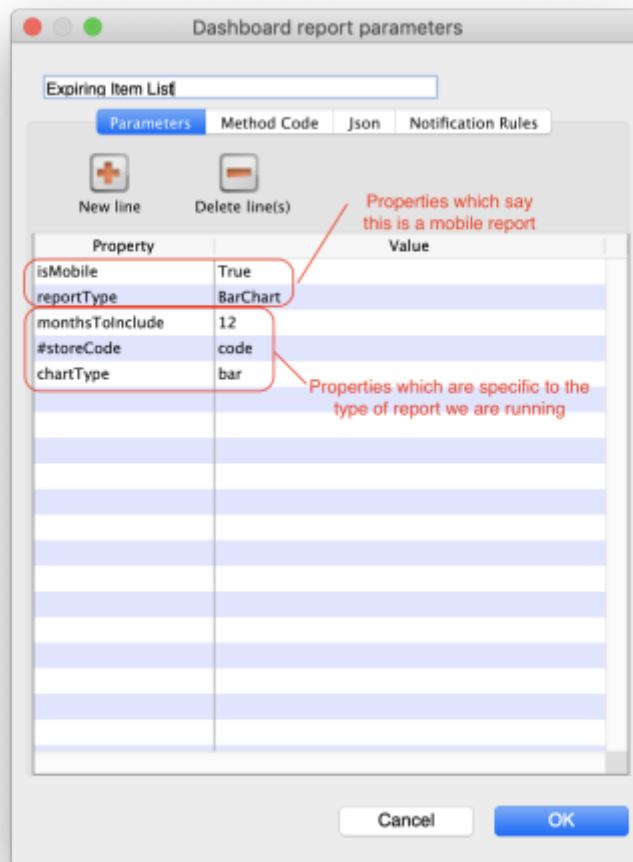 Dashboard report parameters
Expiring Item List
Parameters Method Code Json Notification Rules
New line Delete line(s)
Properties which say
this is a mobile report
Property Value
isMobile True
reportType BarChart
monthsToInclude 12
#storeCode code
chartType bar
Properties which are specific to the
type of report we are running
Cancel OK